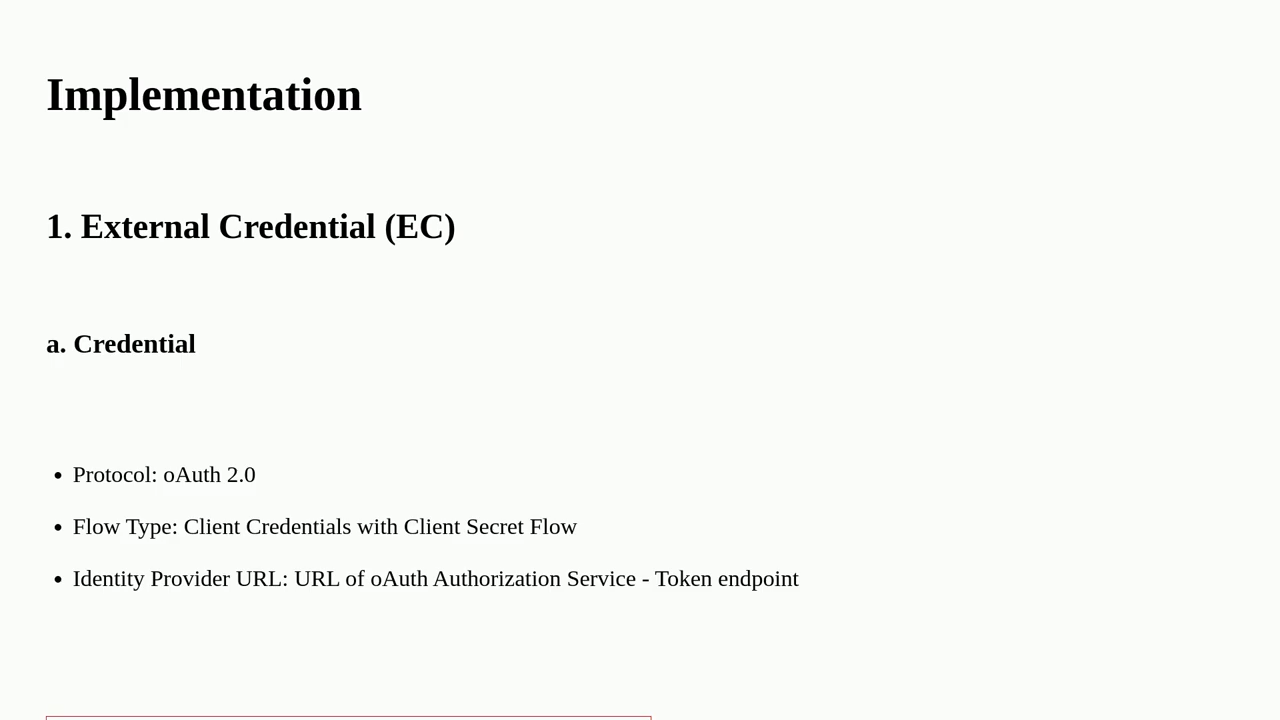 Implementation
1. External Credential (EC)
a. Credential
• Protocol: oAuth 2.0
• Flow Type: Client Credentials with Client Secret Flow
• Identity Provider URL: URL of oAuth Authorization Service - Token endpoint